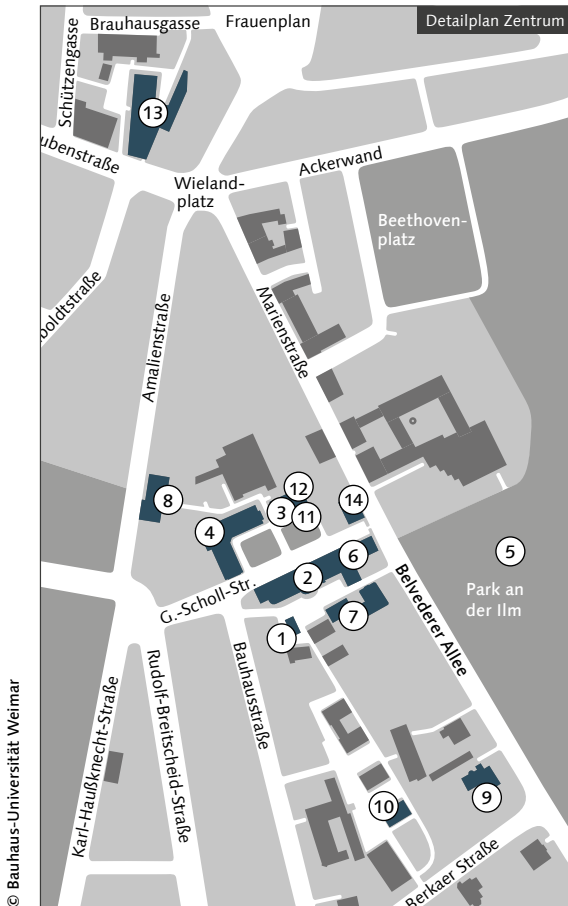 Detailplan Zentrum
Brauhausgasse
Frauenplan
Schützengasse
13
ubenstraße
Wieland-
platz
Ackerwand
Beethoven-
platz
boldtstraße
Amalienstraße
Marienstraße
8
12
3
11
14
4
6
5
2
Park an
der Ilm
G.-Scholl-Str.
7
1
Belvederer Allee
Bauhausstraße
Rudolf-Breitscheid-Straße
Karl-Haußknecht-Straße
9
10
Berkaer Straße
© Bauhaus-Universität Weimar